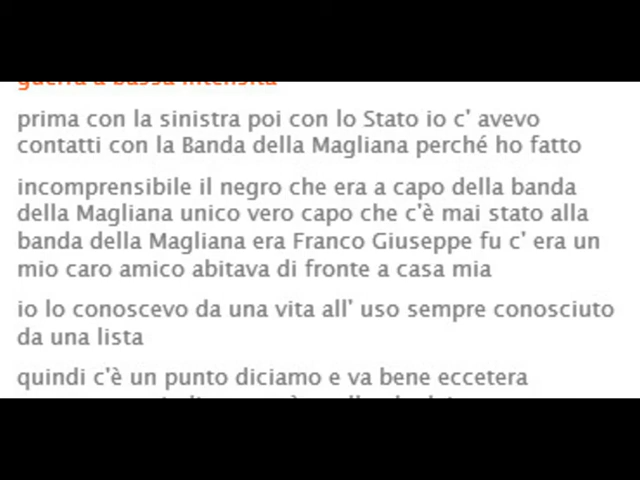 guerra a bassa intensità
prima con la sinistra poi con lo Stato io c' avevo
contatti con la Banda della Magliana perché ho fatto
incomprensibile il negro che era a capo della banda
della Magliana unico vero capo che c'è mai stato alla
banda della Magliana era Franco Giuseppe fu c' era un
mio caro amico abitava di fronte a casa mia
io lo conoscevo da una vita all' uso sempre conosciuto
da una lista
quindi c'è un punto diciamo e va bene eccetera